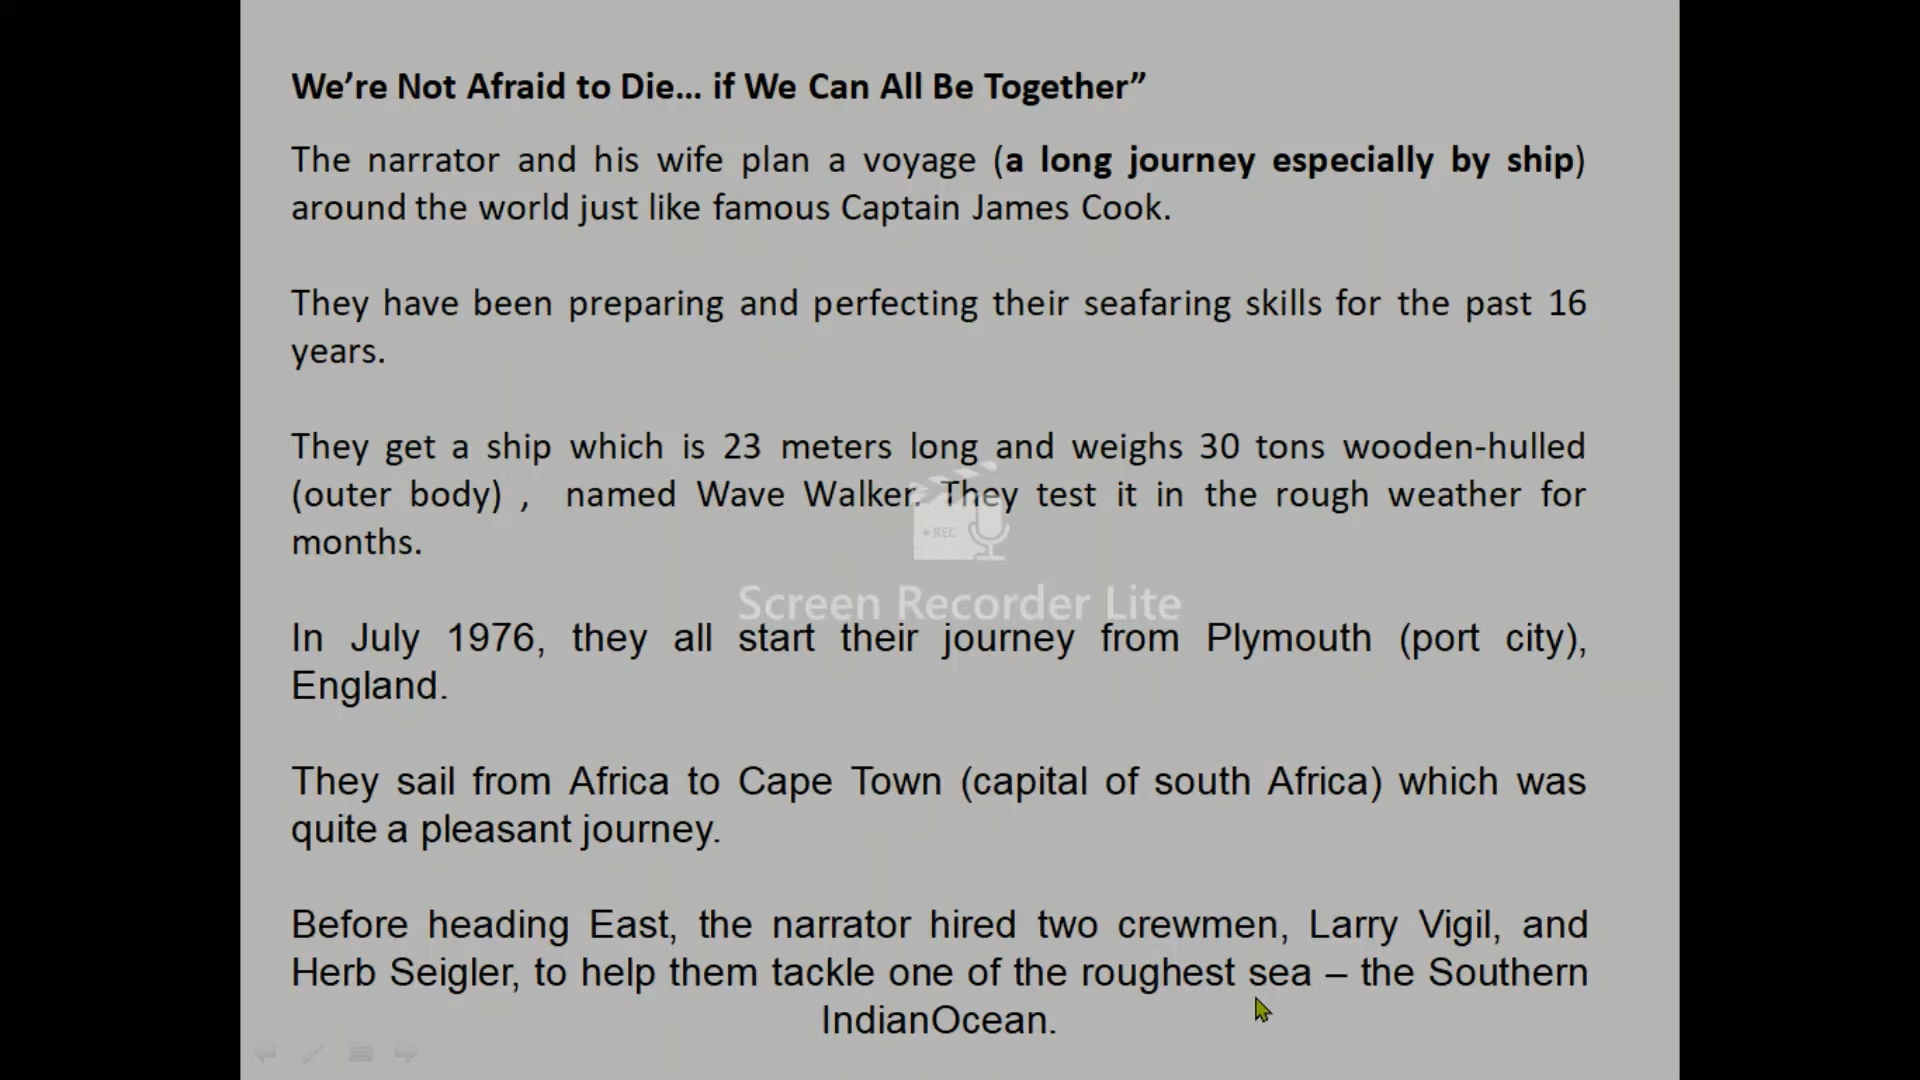 We’re Not Afraid to Die... if We Can All Be Together”
The narrator and his wife plan a voyage (a long journey especially by ship)
around the world just like famous Captain James Cook.
They have been preparing and perfecting their seafaring skills for the past 16
years.
They get a ship which is 23 meters long and weighs 30 tons wooden-hulled
(outer body) , named Wave Walker. They test it in the rough weather for
months.
• REC
Screen Recorder Lite
In July 1976, they all start their journey from Plymouth (port city),
England.
They sail from Africa to Cape Town (capital of south Africa) which was
quite a pleasant journey.
Before heading East, the narrator hired two crewmen, Larry Vigil, and
Herb Seigler, to help them tackle one of the roughest sea – the Southern
IndianOcean.